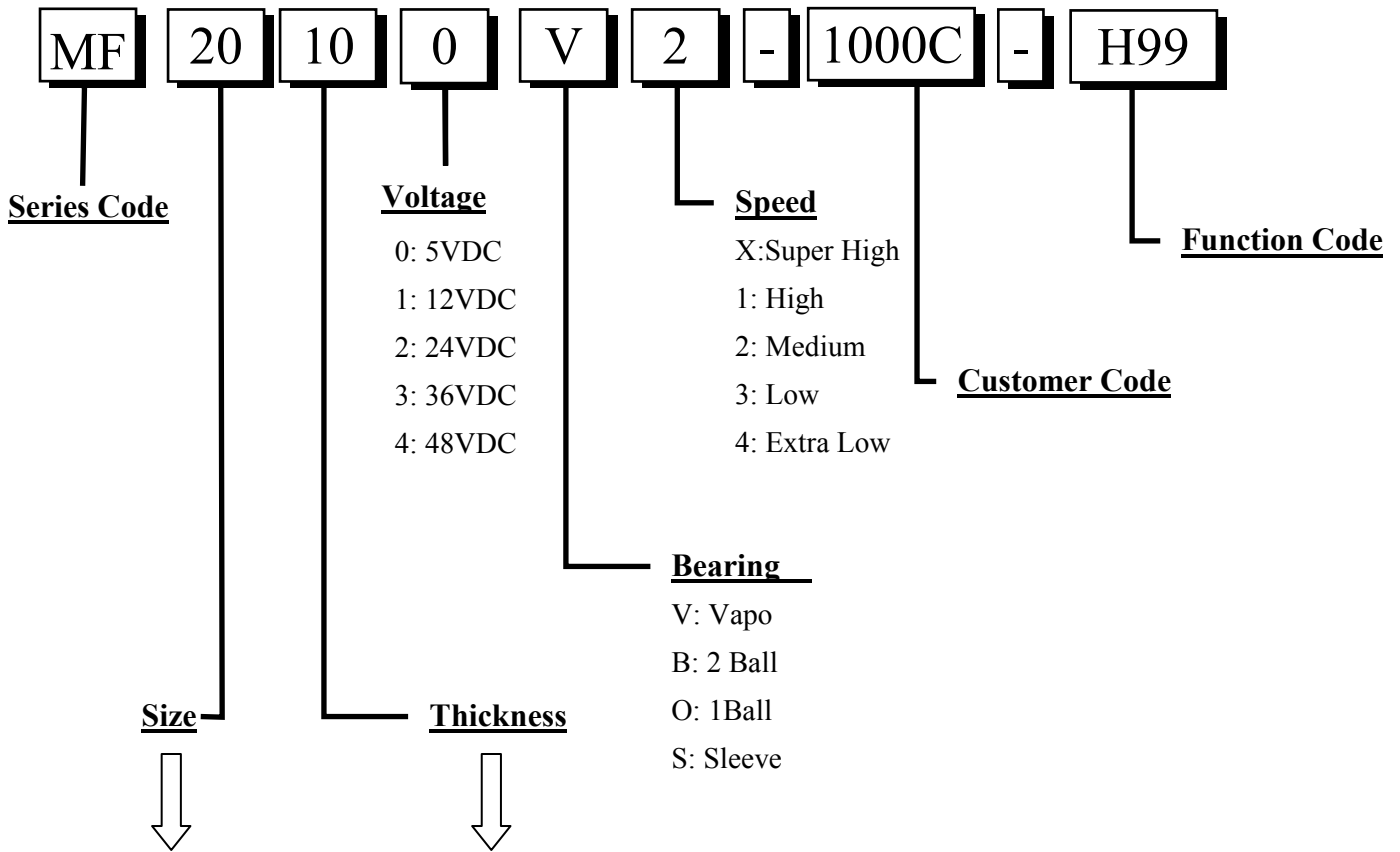 MF 20 10 0 V 2 - 1000C - H99
Series Code
Voltage
0: 5VDC
1: 12VDC
2: 24VDC
3: 36VDC
4: 48VDC
Speed
X:Super High
1: High
2: Medium
3: Low
4: Extra Low
Function Code
Customer Code
Bearing
V: Vapo
B: 2 Ball
O: 1Ball
S: Sleeve
Size
Thickness